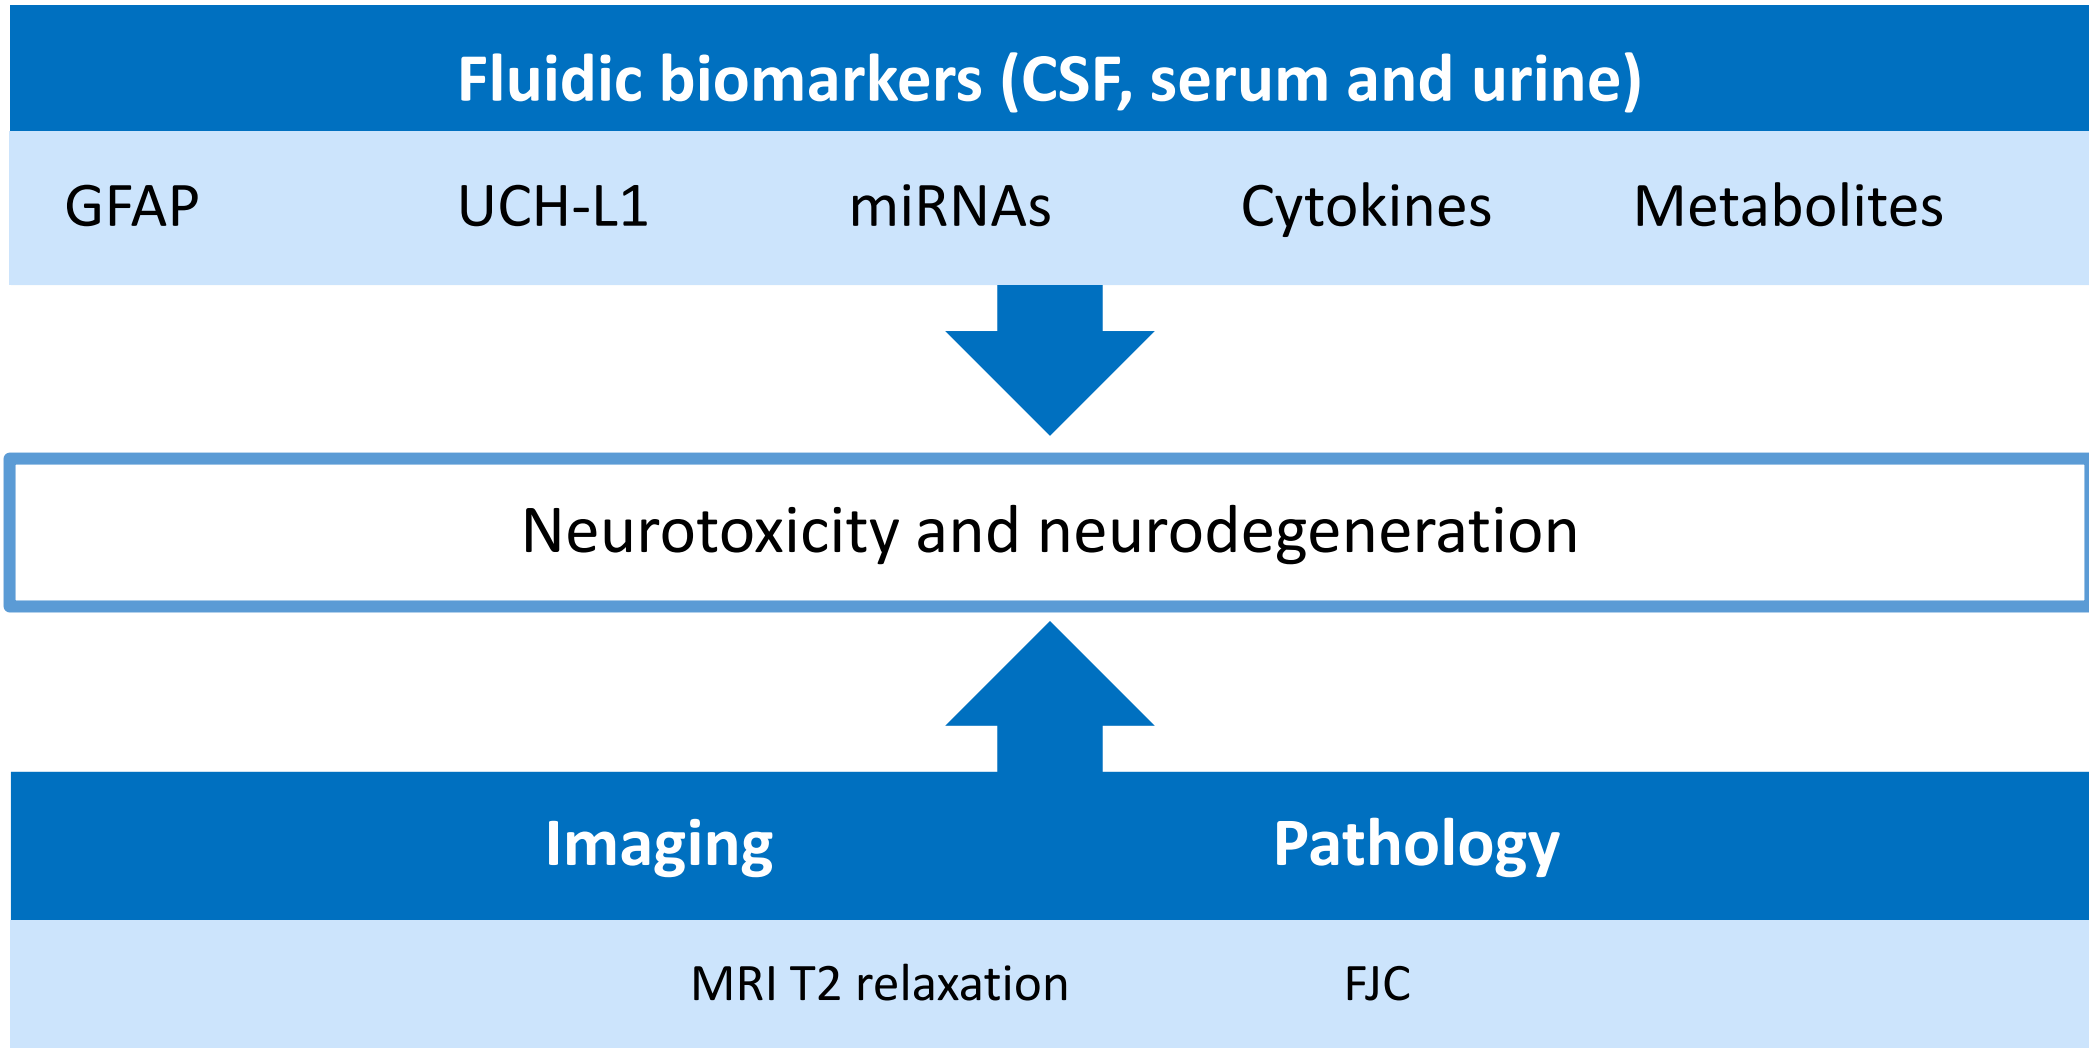 Fluidic biomarkers (CSF, serum and urine)
GFAP UCH-L1 miRNAs Cytokines Metabolites
Neurotoxicity and neurodegeneration
Imaging Pathology
MRI T2 relaxation FJC